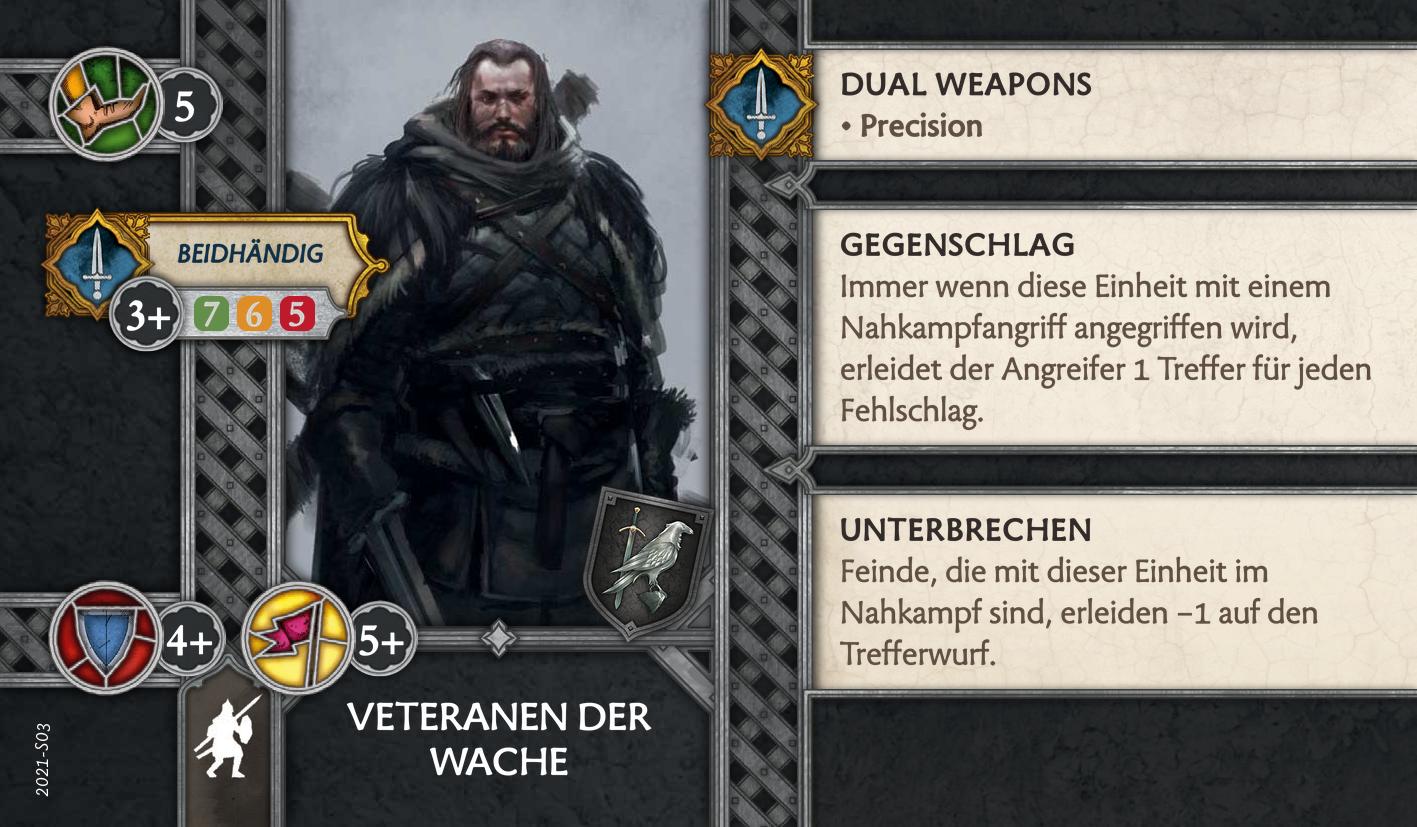 5
BEIDHÄNDIG
3+ 7 6 5
4+ 5+
VETERANEN DER
WACHE
2021-S03
DUAL WEAPONS
• Precision
GEGENSCHLAG
Immer wenn diese Einheit mit einem
Nahkampfangriff angegriffen wird,
erleidet der Angreifer 1 Treffer für jeden
Fehlschlag.
UNTERBRECHEN
Feinde, die mit dieser Einheit im
Nahkampf sind, erleiden −1 auf den
Trefferwurf.